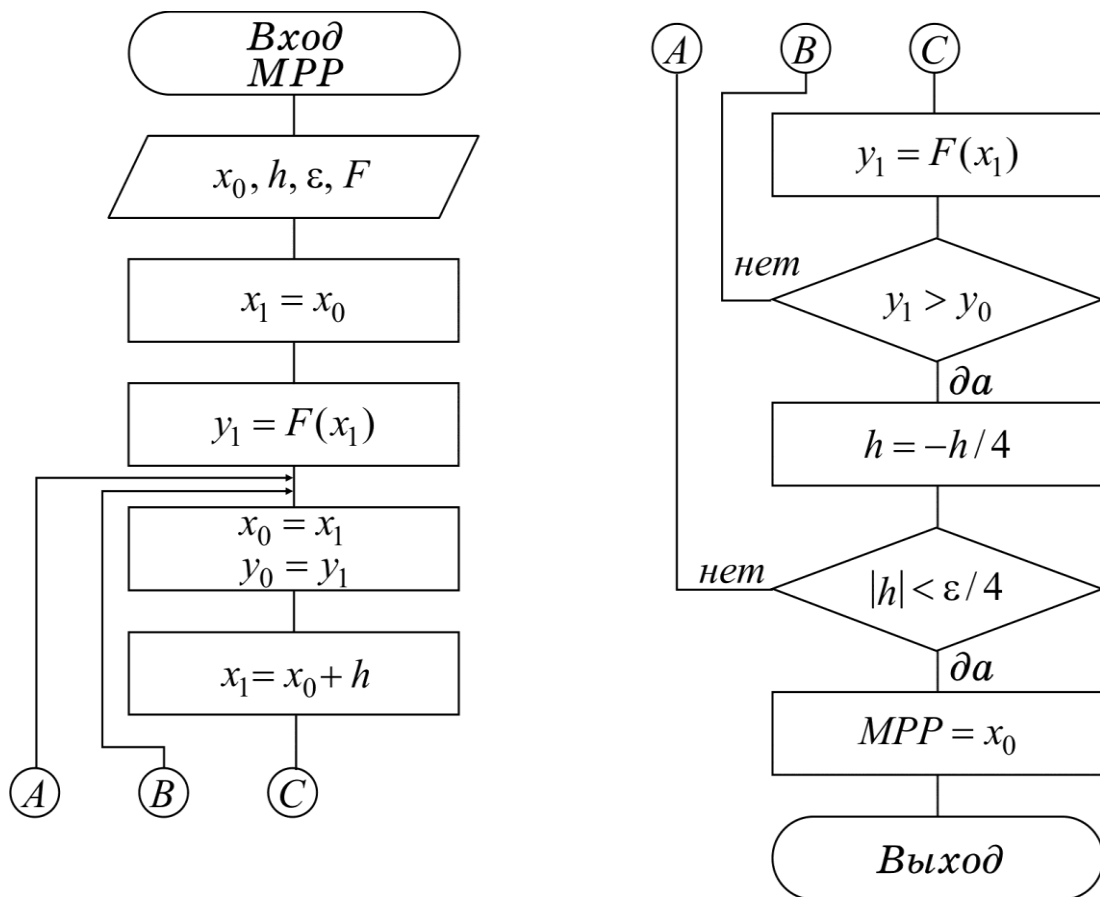 Вход
МРР
x₀, h, ε, F
x₁ = x₀
y₁ = F(x₁)
x₀ = x₁
y₀ = y₁
x₁ = x₀ + h
A
B
C
A
B
C
y₁ = F(x₁)
нет
y₁ > y₀
да
h = −h / 4
нет
|h| < ε / 4
да
МРР = x₀
Выход